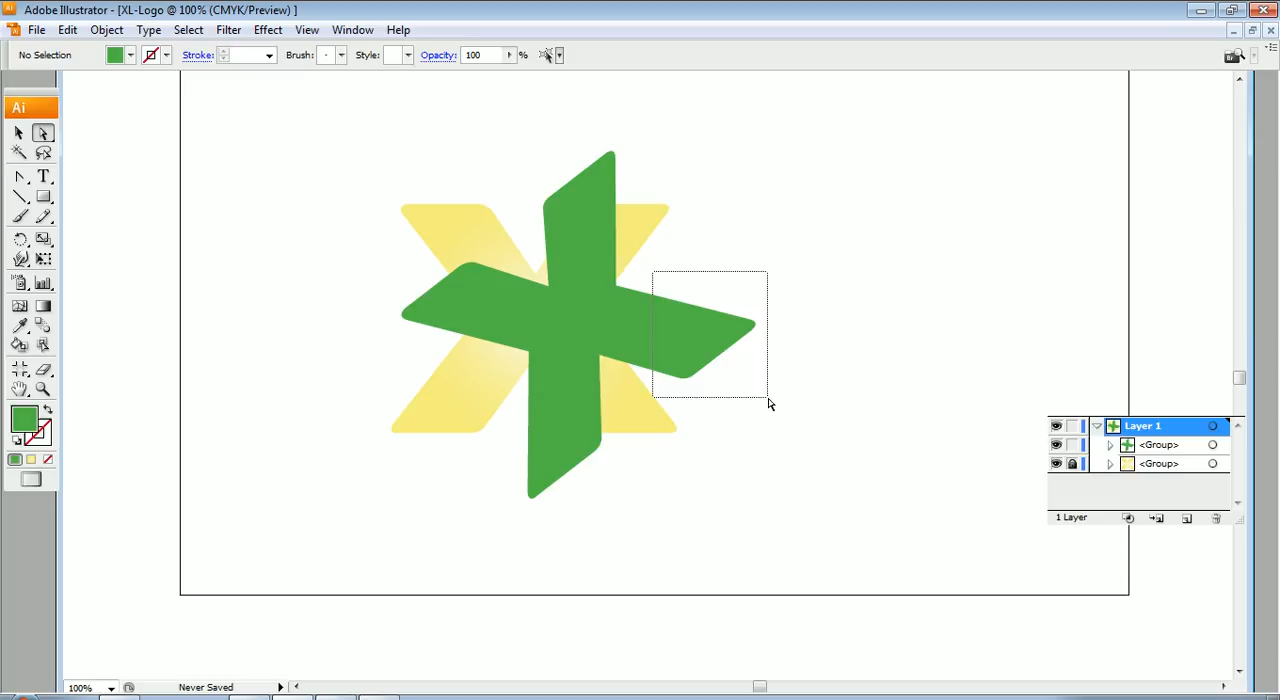 Adobe Illustrator - [XL-Logo @ 100% (CMYK/Preview) ]
File Edit Object Type Select Filter Effect View Window Help
No Selection Stroke: Brush: Style: Opacity: 100 %
Ai
T
Layer 1
<Group>
<Group>
1 Layer
100% Never Saved